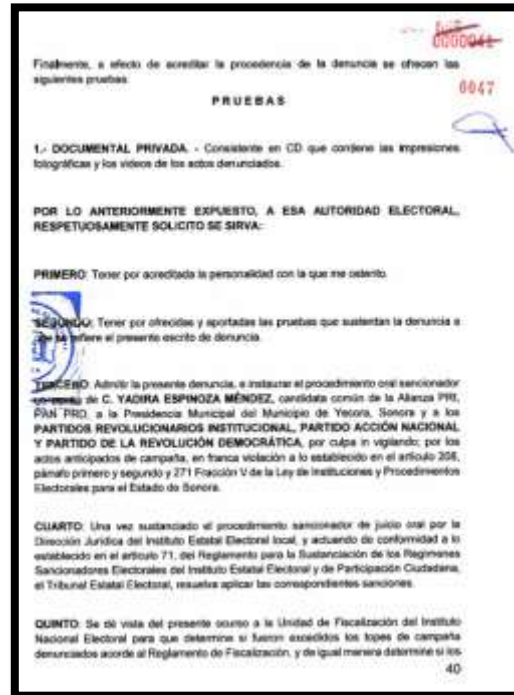 0000041
0047
Finalmente, a efecto de acreditar la procedencia de la denuncia se ofrecen las
siguientes pruebas
PRUEBAS
1.- DOCUMENTAL PRIVADA. - Consistente en CD que contiene las impresiones
fotográficas y los videos de los actos denunciados.
POR LO ANTERIORMENTE EXPUESTO, A ESA AUTORIDAD ELECTORAL,
RESPETUOSAMENTE SOLICITO SE SIRVA:
PRIMERO: Tener por acreditada la personalidad con la que me ostento.
SEGUNDO: Tener por ofrecidas y aportadas las pruebas que sustentan la denuncia a
que se refiere el presente escrito de denuncia.
TERCERO: Admitir la presente denuncia, e instaurar el procedimiento oral sancionador
de C. YADIRA ESPINOZA MÉNDEZ, candidata común de la Alianza PRI,
PAN PRD, a la Presidencia Municipal del Municipio de Yecora, Sonora y a los
PARTIDOS REVOLUCIONARIOS INSTITUCIONAL, PARTIDO ACCIÓN NACIONAL
Y PARTIDO DE LA REVOLUCIÓN DEMOCRÁTICA, por culpa in vigilando; por los
actos anticipados de campaña, en franca violación a lo establecido en el artículo 208,
párrafo primero y segundo y 271 Fracción V de la Ley de Instituciones y Procedimientos
Electorales para el Estado de Sonora.
CUARTO: Una vez sustanciado el procedimiento sancionador de juicio oral por la
Dirección Jurídica del Instituto Estatal Electoral local, y actuando de conformidad a lo
establecido en el artículo 71, del Reglamento para la Sustanciación de los Regímenes
Sancionadores Electorales del Instituto Estatal Electoral y de Participación Ciudadana,
el Tribunal Estatal Electoral, resuelva aplicar las correspondientes sanciones.
QUINTO: Se dé vista del presente ocurso a la Unidad de Fiscalización del Instituto
Nacional Electoral para que determine si fueron excedidos los topes de campaña
denunciados acorde al Reglamento de Fiscalización, y de igual manera determine si los
40